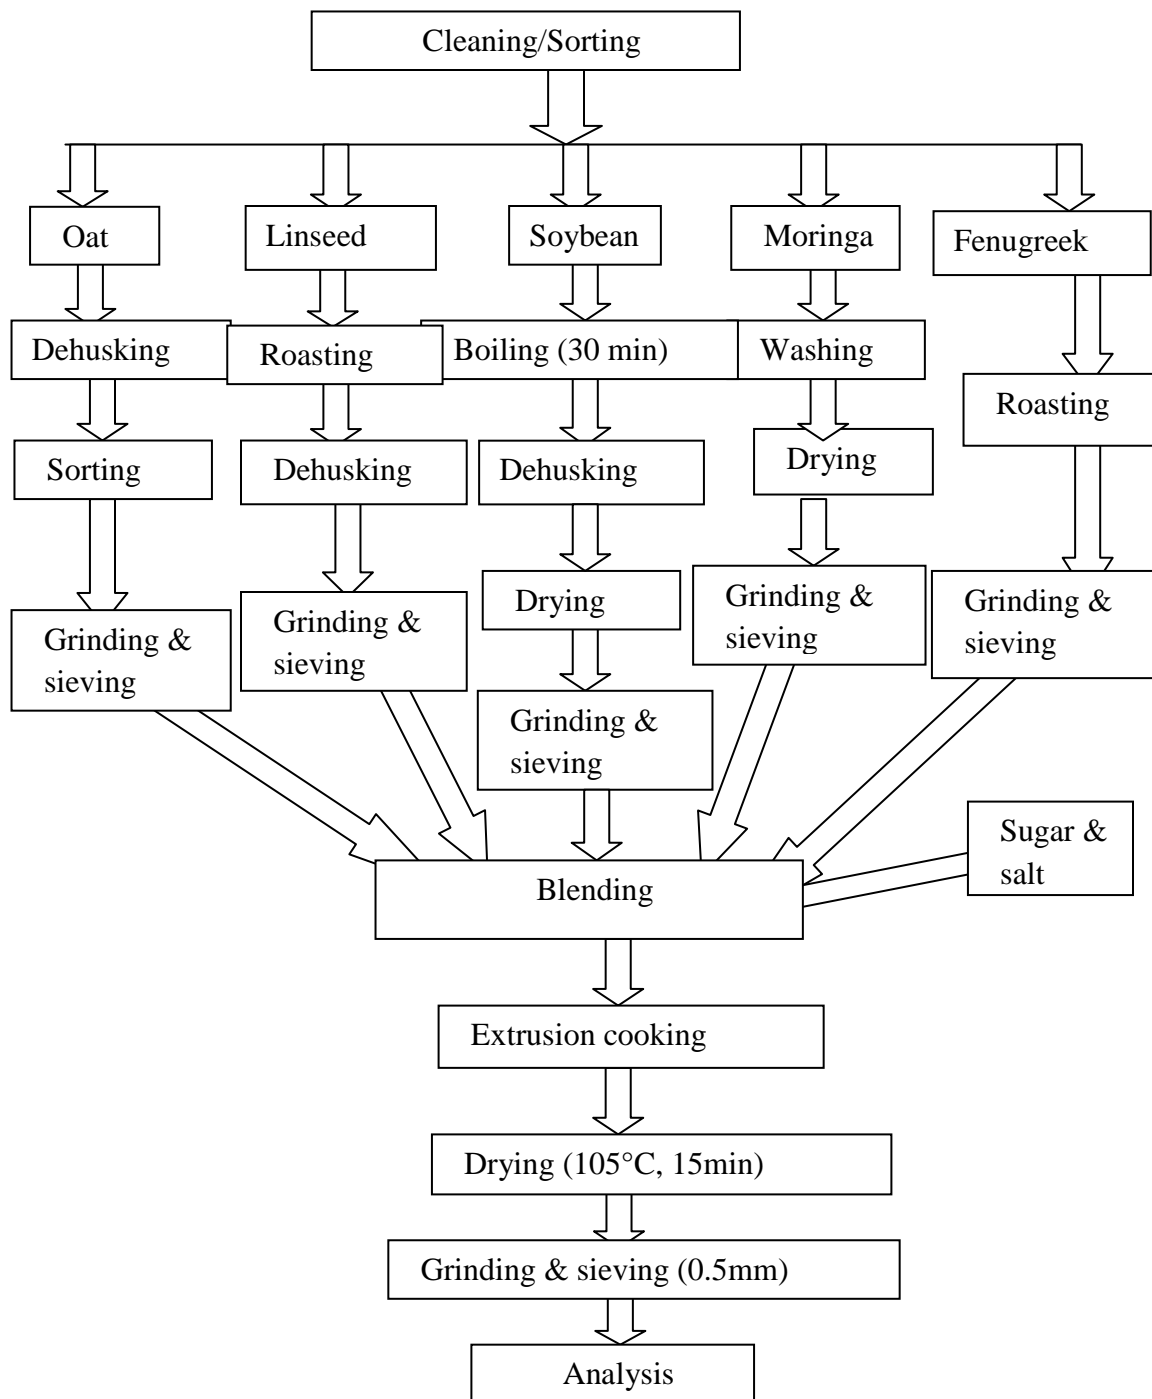 Cleaning/Sorting
Oat
Linseed
Soybean
Moringa
Fenugreek
Dehusking
Roasting
Boiling (30 min)
Washing
Roasting
Sorting
Dehusking
Dehusking
Drying
Grinding &
sieving
Grinding &
sieving
Drying
Grinding &
sieving
Grinding &
sieving
Grinding &
sieving
Sugar &
salt
Blending
Extrusion cooking
Drying (105°C, 15min)
Grinding & sieving (0.5mm)
Analysis